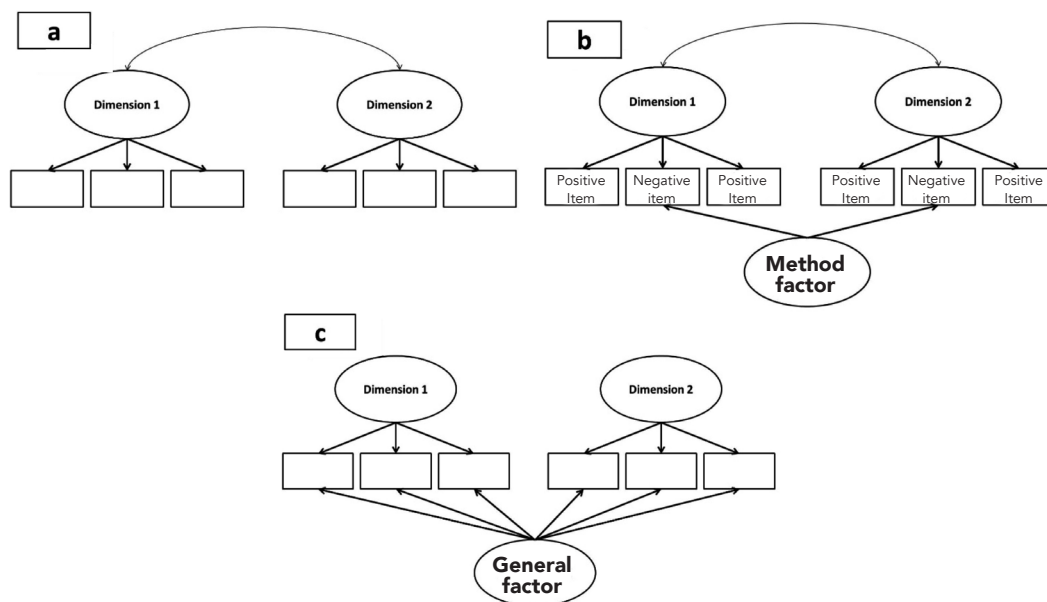 a
Dimension 1
Dimension 2
b
Dimension 1
Dimension 2
Positive
Item
Negative
item
Positive
Item
Positive
Item
Negative
item
Positive
Item
Method
factor
c
Dimension 1
Dimension 2
General
factor